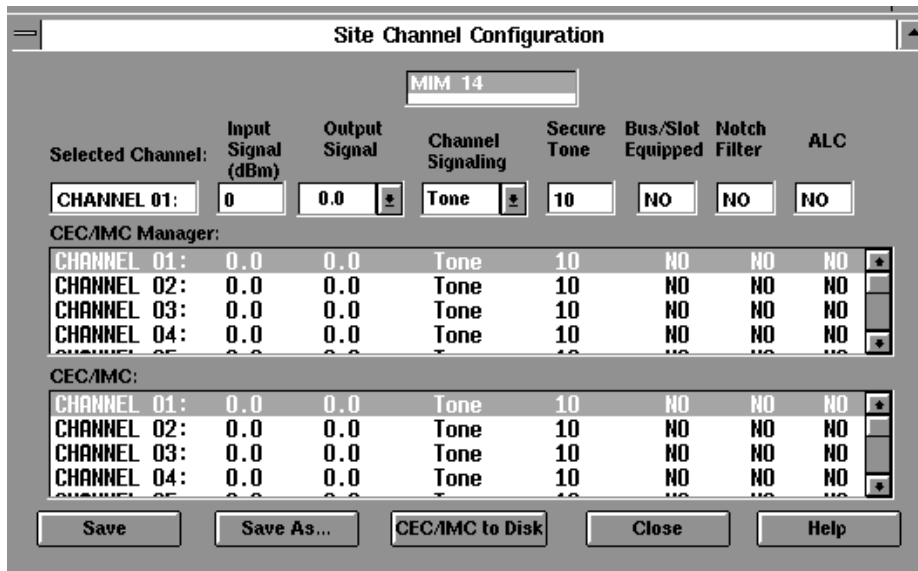 Site Channel Configuration
MIM 14
Selected Channel: Input Signal (dBm) Output Signal Channel Signaling Secure Tone Bus/Slot Equipped Notch Filter ALC
CHANNEL 01: 0 0.0 Tone 10 NO NO NO
CEC/IMC Manager:
CHANNEL 01: 0.0 0.0 Tone 10 NO NO NO
CHANNEL 02: 0.0 0.0 Tone 10 NO NO NO
CHANNEL 03: 0.0 0.0 Tone 10 NO NO NO
CHANNEL 04: 0.0 0.0 Tone 10 NO NO NO
CEC/IMC:
CHANNEL 01: 0.0 0.0 Tone 10 NO NO NO
CHANNEL 02: 0.0 0.0 Tone 10 NO NO NO
CHANNEL 03: 0.0 0.0 Tone 10 NO NO NO
CHANNEL 04: 0.0 0.0 Tone 10 NO NO NO
Save Save As... CEC/IMC to Disk Close Help